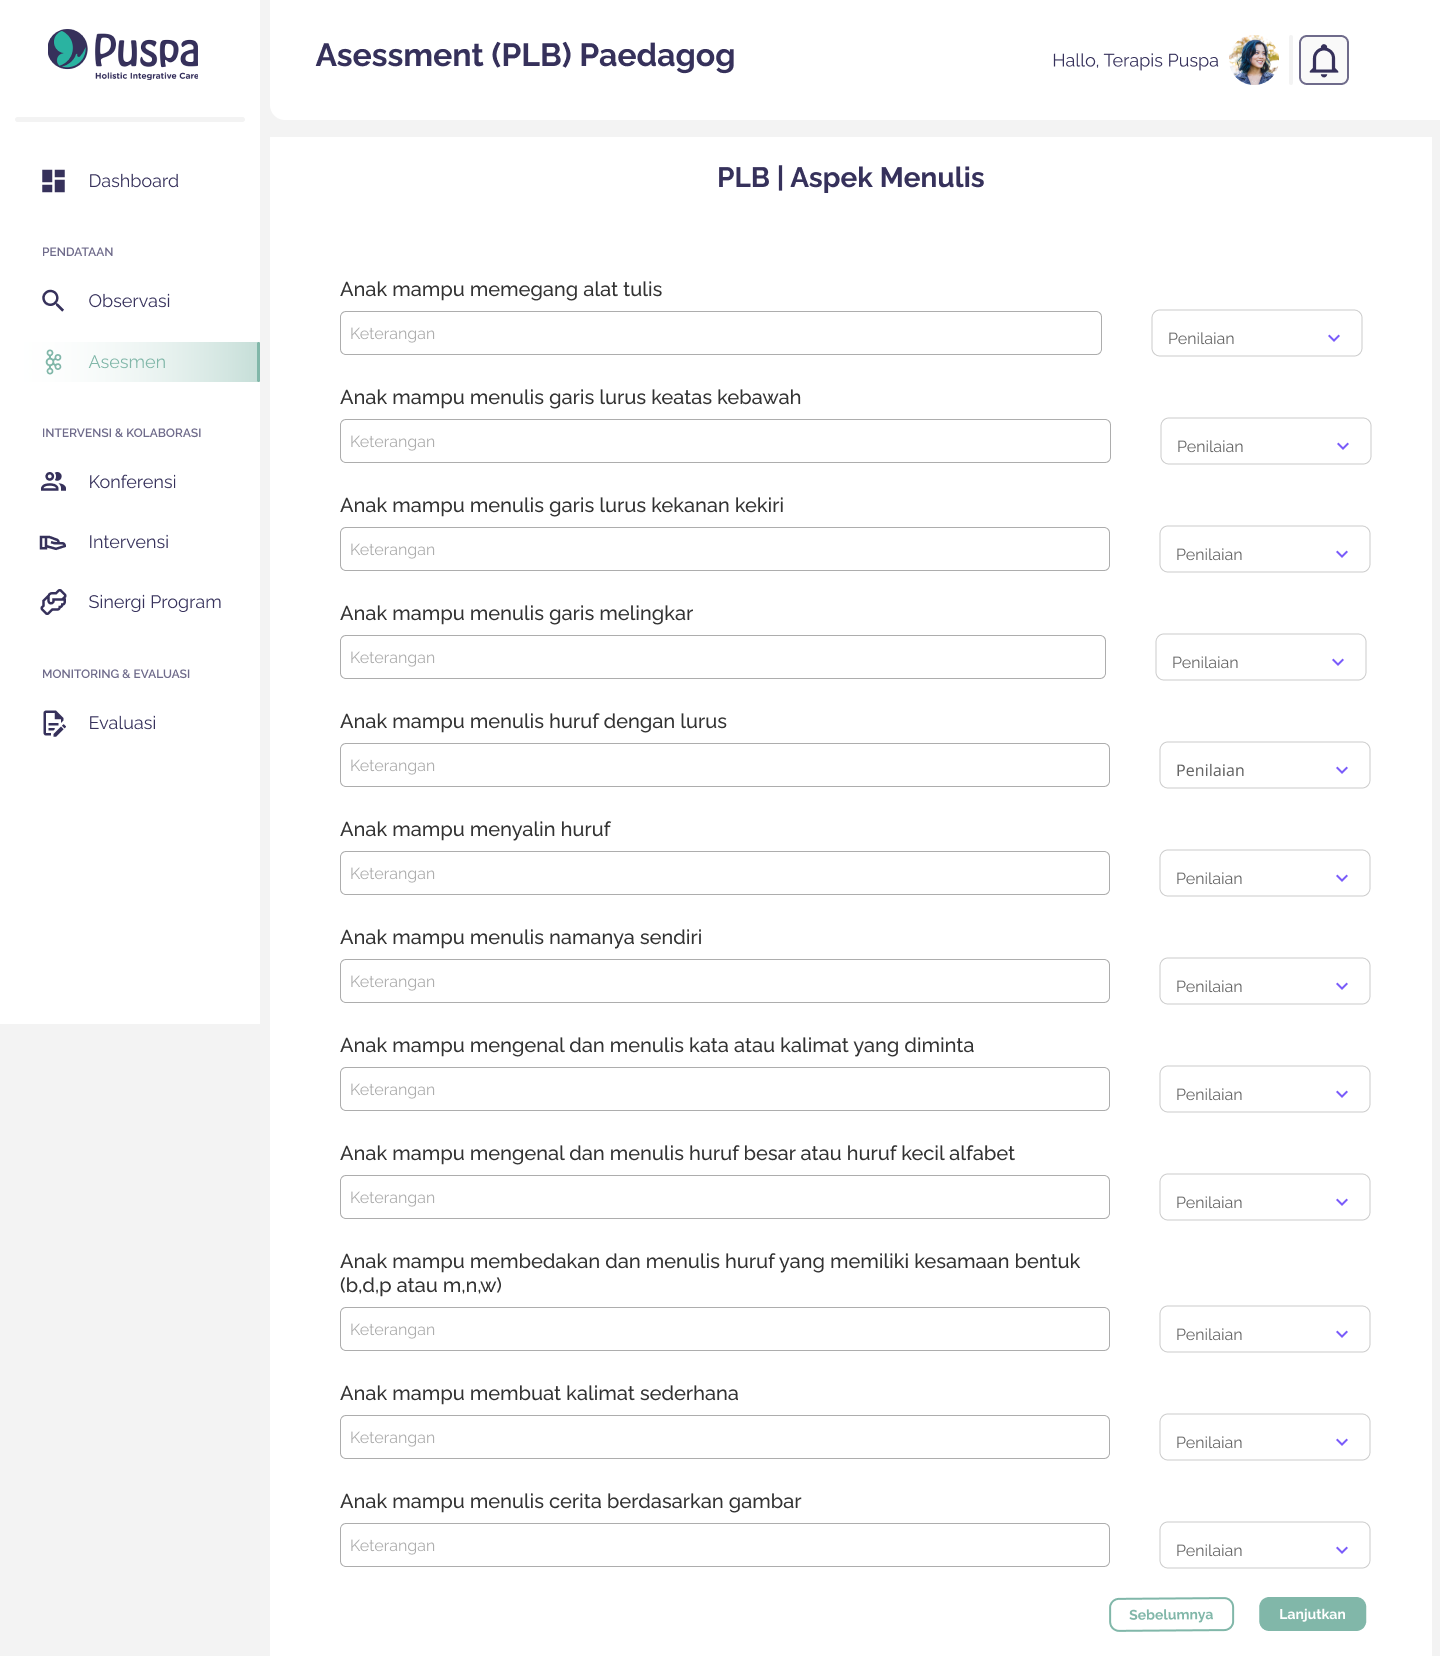 Puspa
Holistic Integrative Care
Asessment (PLB) Paedagog
Hallo, Terapis Puspa
Dashboard
PENDATAAN
Observasi
Asesmen
INTERVENSI & KOLABORASI
Konferensi
Intervensi
Sinergi Program
MONITORING & EVALUASI
Evaluasi
PLB | Aspek Menulis
Anak mampu memegang alat tulis
Keterangan
Penilaian
Anak mampu menulis garis lurus keatas kebawah
Keterangan
Penilaian
Anak mampu menulis garis lurus kekanan kekiri
Keterangan
Penilaian
Anak mampu menulis garis melingkar
Keterangan
Penilaian
Anak mampu menulis huruf dengan lurus
Keterangan
Penilaian
Anak mampu menyalin huruf
Keterangan
Penilaian
Anak mampu menulis namanya sendiri
Keterangan
Penilaian
Anak mampu mengenal dan menulis kata atau kalimat yang diminta
Keterangan
Penilaian
Anak mampu mengenal dan menulis huruf besar atau huruf kecil alfabet
Keterangan
Penilaian
Anak mampu membedakan dan menulis huruf yang memiliki kesamaan bentuk
(b,d,p atau m,n,w)
Keterangan
Penilaian
Anak mampu membuat kalimat sederhana
Keterangan
Penilaian
Anak mampu menulis cerita berdasarkan gambar
Keterangan
Penilaian
Sebelumnya
Lanjutkan